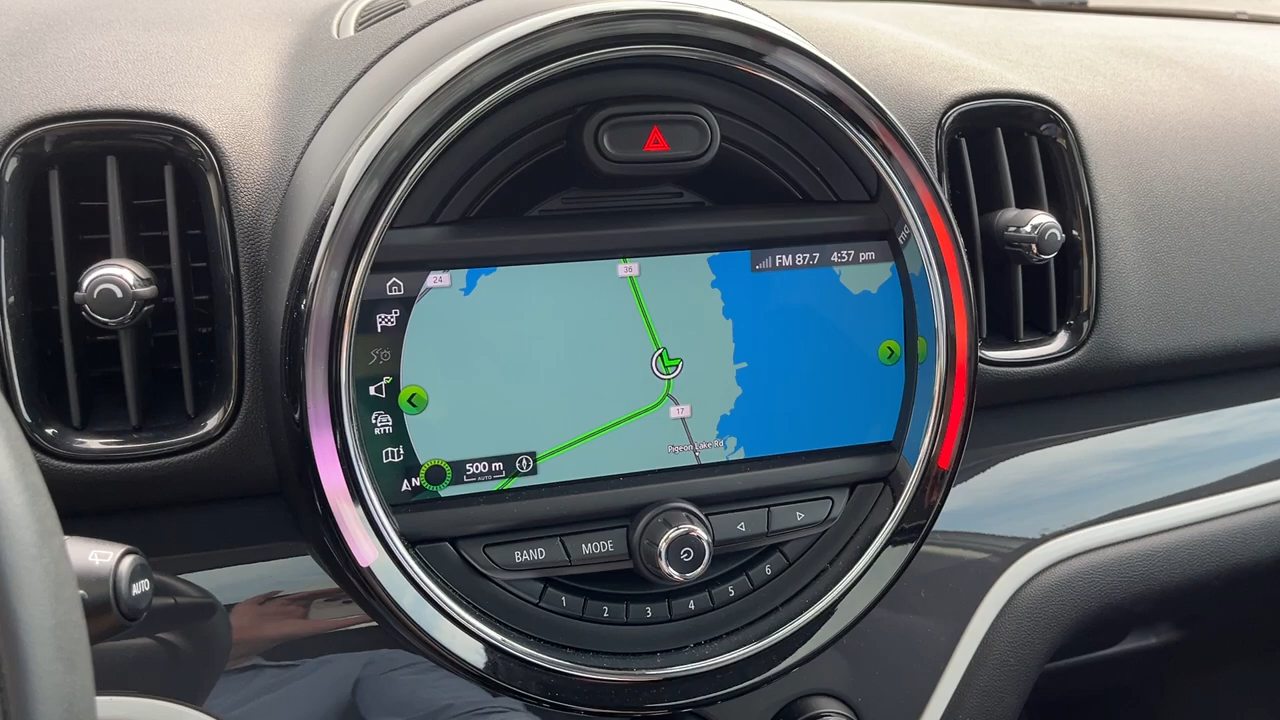 FM 87.7 4:37 pm
24
36
17
RTTI
Pigeon Lake Rd
N
500 m
AUTO
BAND
MODE
AUTO
1 2 3 4 5 6